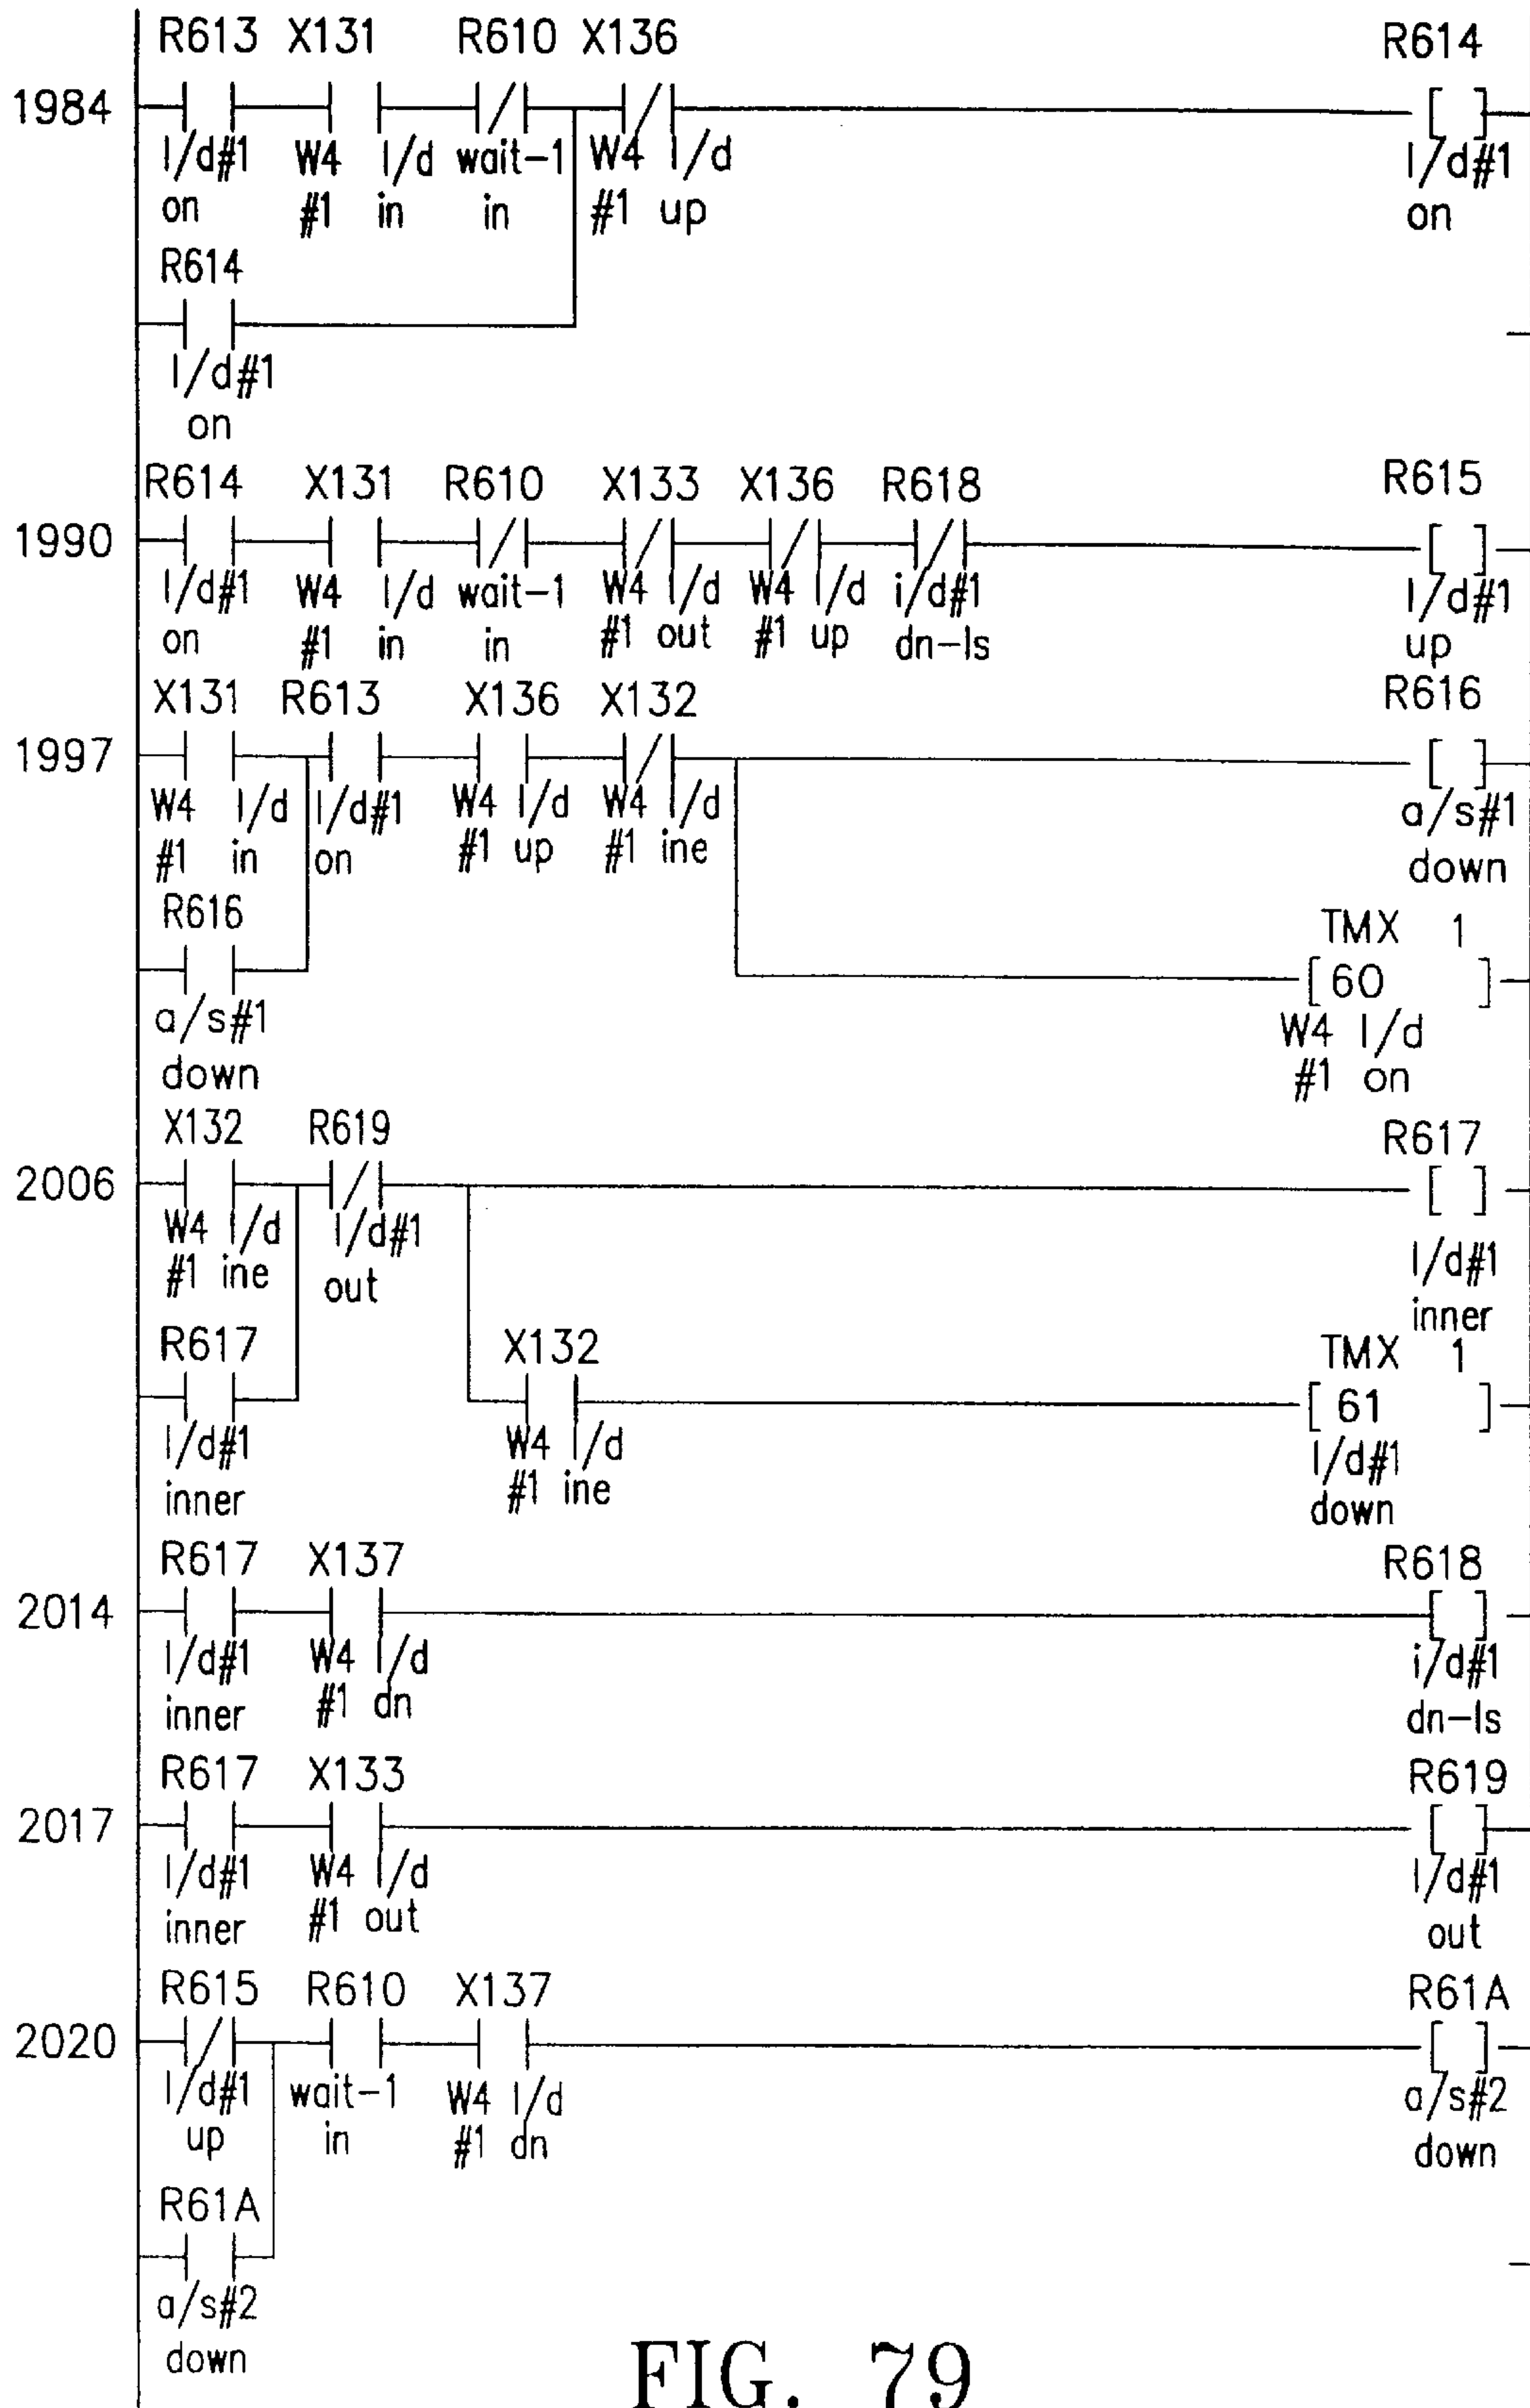 R613 X131 R610 X136 R614
1984
l/d#1 W4 l/d wait-1 W4 l/d l/d#1
on #1 in in #1 up on
R614
l/d#1
on
R614 X131 R610 X133 X136 R618 R615
1990
l/d#1 W4 l/d wait-1 W4 l/d W4 l/d i/d#1 l/d#1
on #1 in in #1 out #1 up dn-ls up
X131 R613 X136 X132 R616
1997
W4 l/d l/d#1 W4 l/d W4 l/d a/s#1
#1 in on #1 up #1 ine down
R616 TMX 1
[60 ]
a/s#1 W4 l/d
down #1 on
X132 R619 R617
2006
W4 l/d l/d#1 l/d#1
#1 ine out inner
R617 X132 TMX 1
[61 ]
l/d#1 W4 l/d l/d#1
inner #1 ine down
R617 X137 R618
2014
l/d#1 W4 l/d i/d#1
inner #1 dn dn-ls
R617 X133 R619
2017
l/d#1 W4 l/d l/d#1
inner #1 out out
R615 R610 X137 R61A
2020
l/d#1 wait-1 W4 l/d a/s#2
up in #1 dn down
R61A
a/s#2
down
FIG. 79